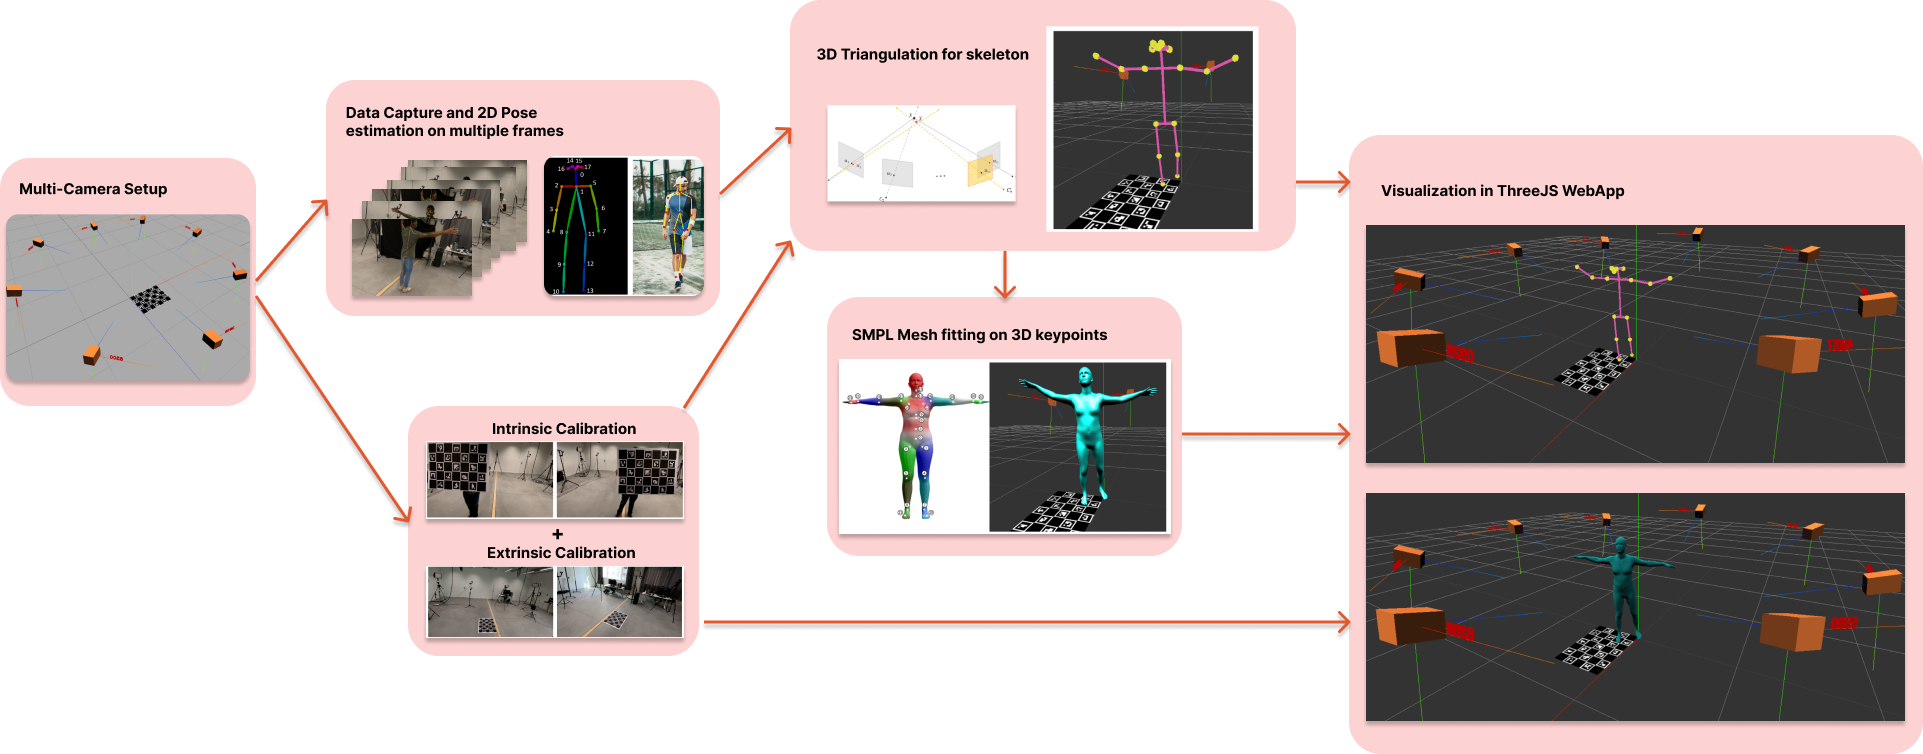 Multi-Camera Setup
Data Capture and 2D Pose
estimation on multiple frames
14 15
16 17
0
2 5
1
3 6
4 8 11 7
9 12
10 13
3D Triangulation for skeleton
Intrinsic Calibration
+
Extrinsic Calibration
SMPL Mesh fitting on 3D keypoints
Visualization in ThreeJS WebApp